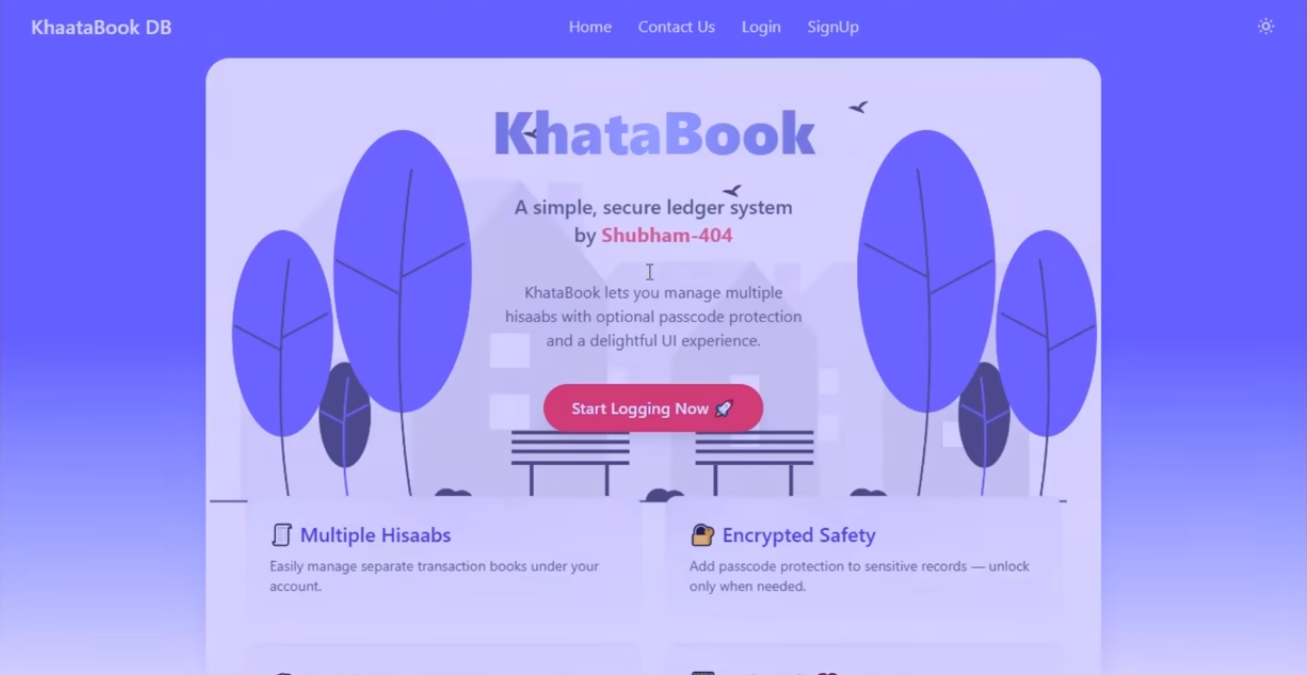 KhaataBook DB
Home
Contact Us
Login
SignUp
KhataBook
A simple, secure ledger system
by Shubham-404
KhataBook lets you manage multiple
hisaabs with optional passcode protection
and a delightful UI experience.
Start Logging Now 🚀
Multiple Hisaabs
Easily manage separate transaction books under your
account.
Encrypted Safety
Add passcode protection to sensitive records — unlock
only when needed.